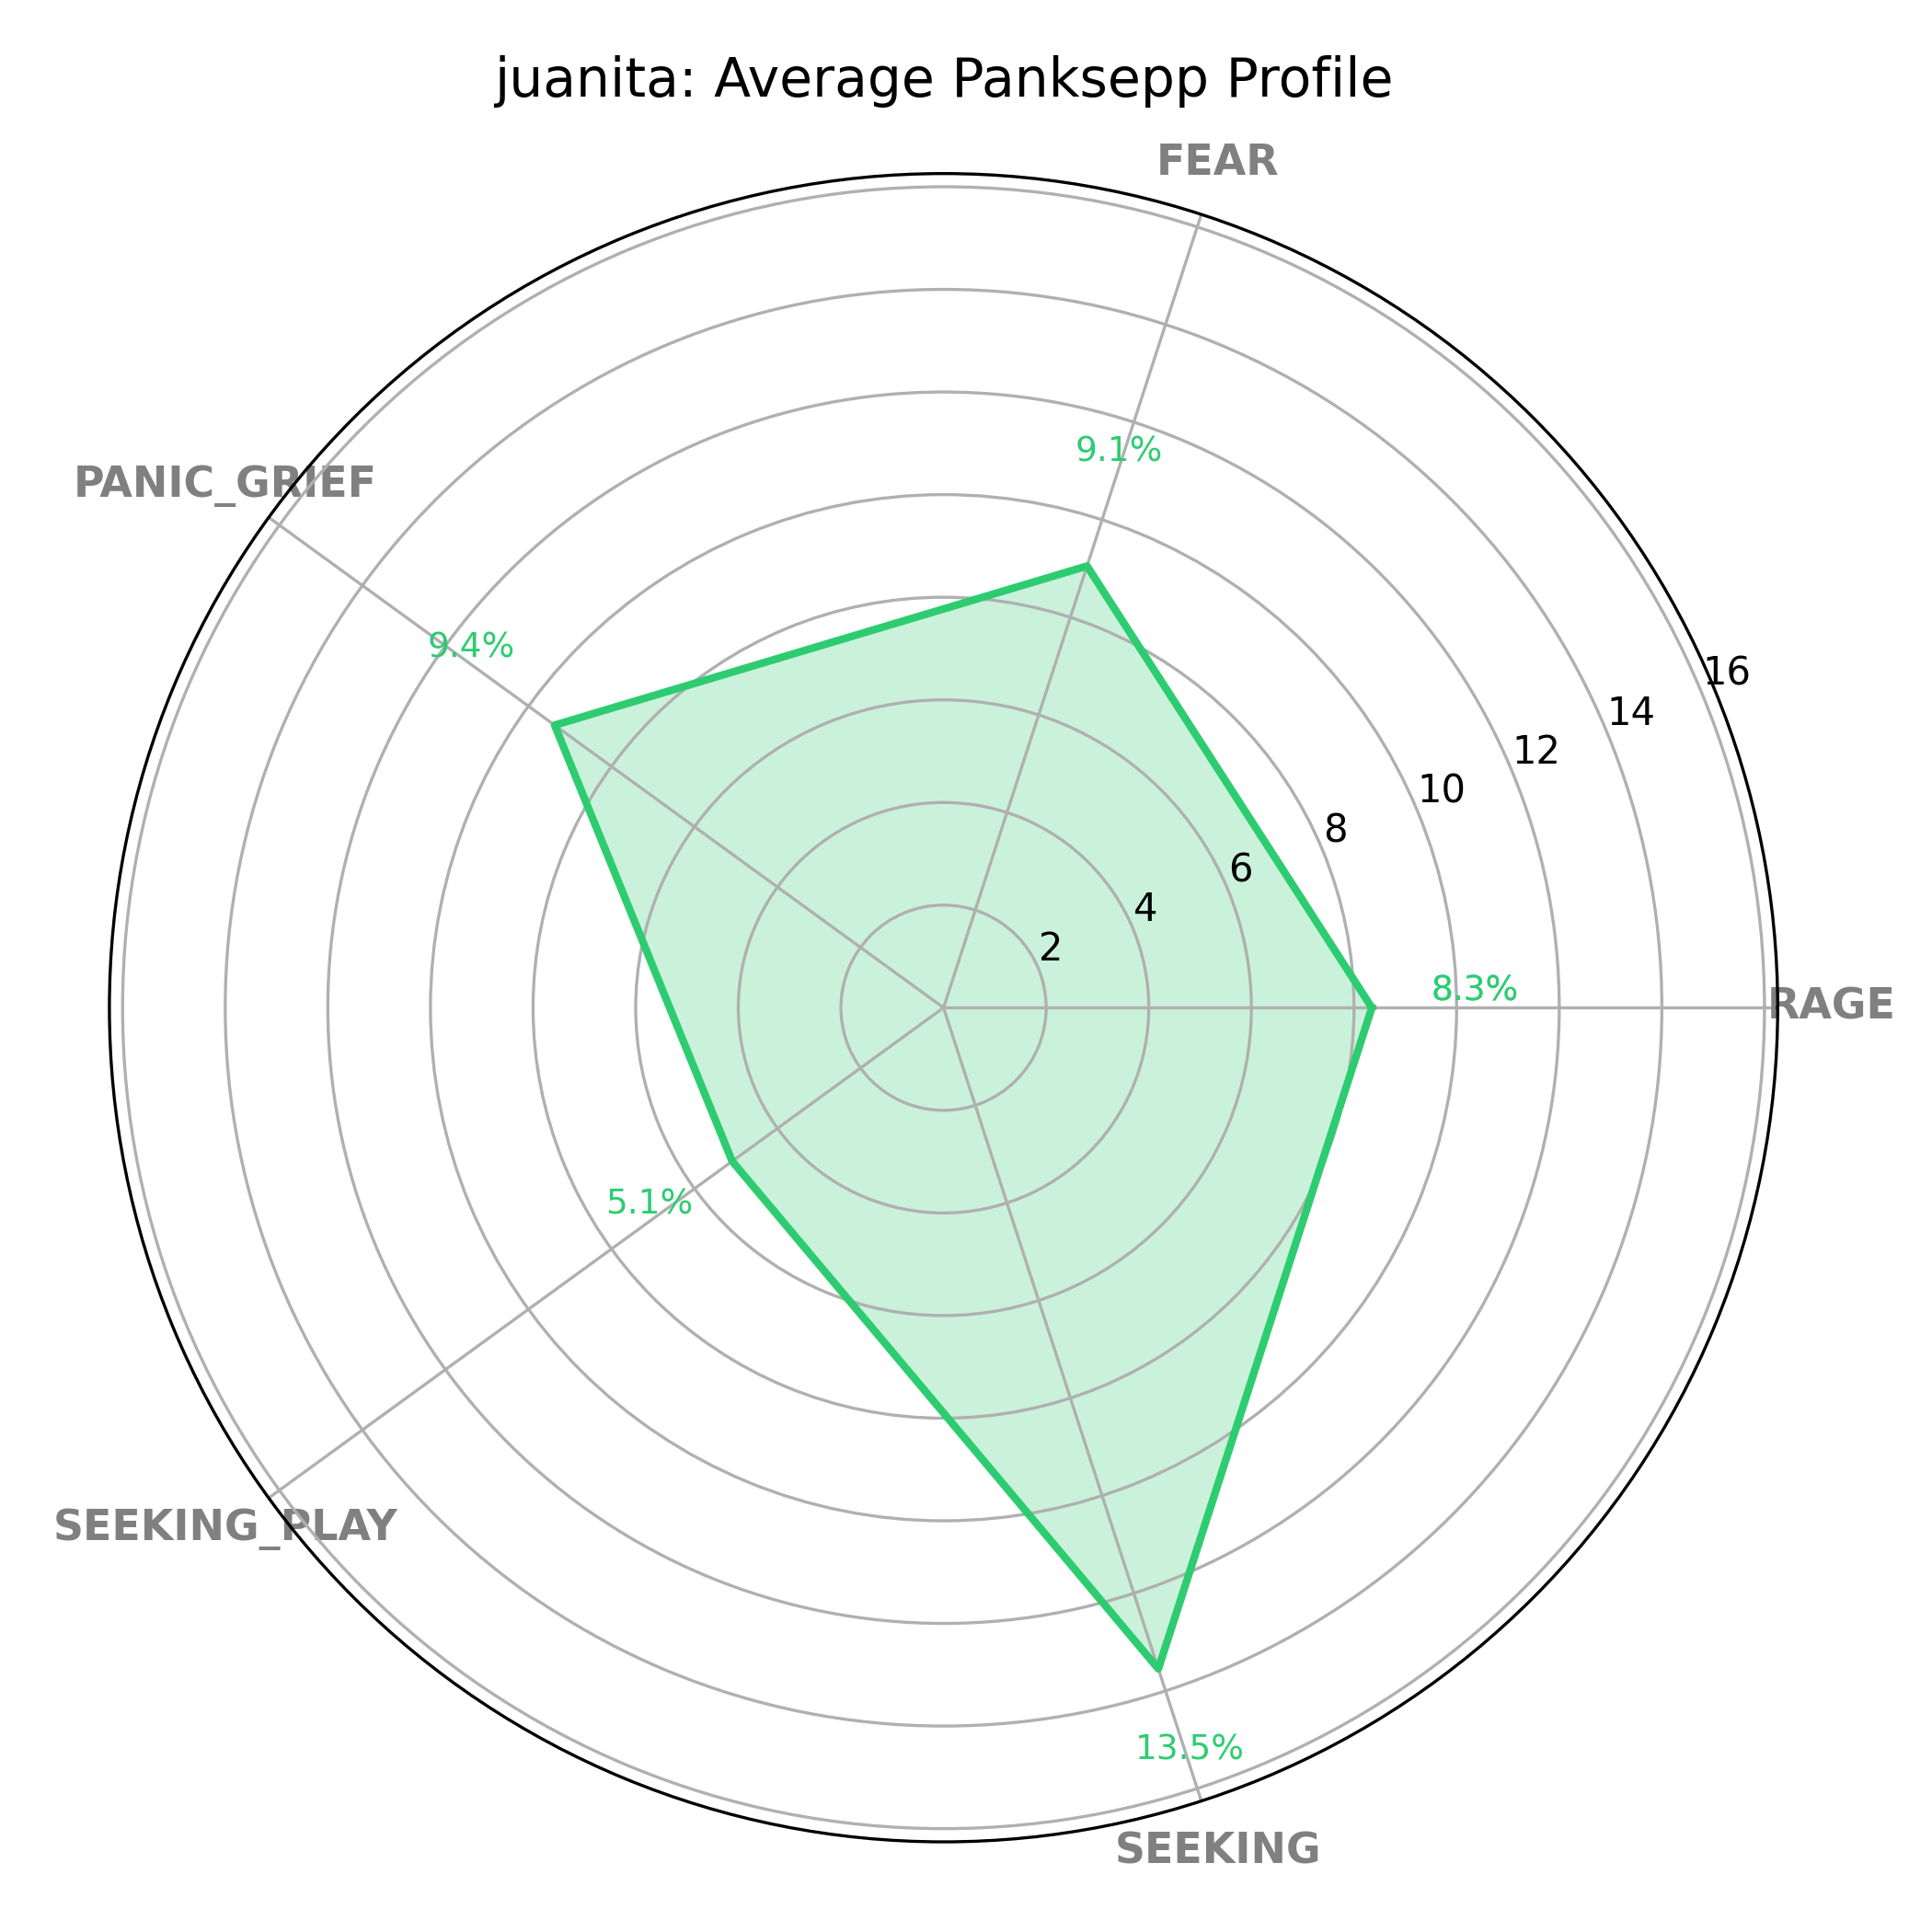 juanita: Average Panksepp Profile
FEAR
9.1%
PANIC_GRIEF
9.4%
16
14
12
10
8
6
4
2
8.3%
RAGE
5.1%
SEEKING_PLAY
13.5%
SEEKING